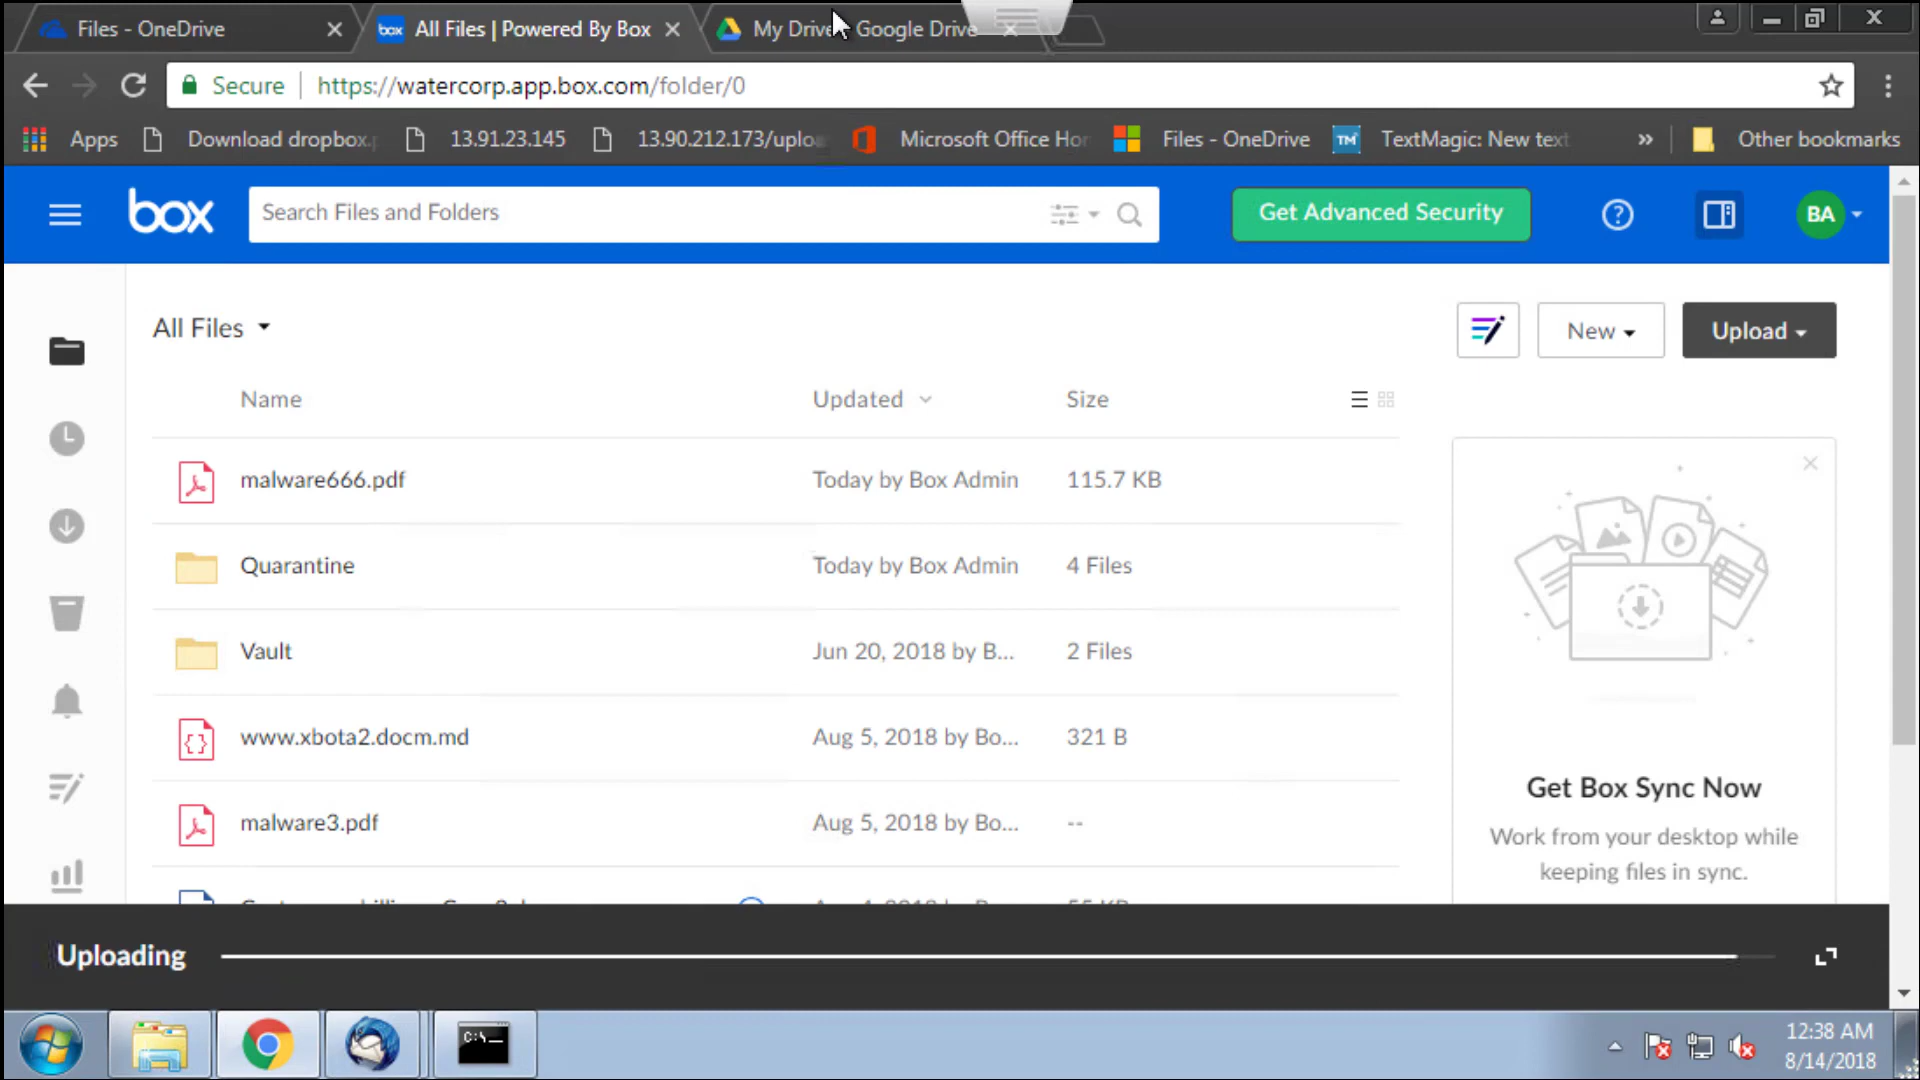 Files - OneDrive
All Files | Powered By Box
My Drive
Google Drive
Secure
https://watercorp.app.box.com/folder/0
Apps
Download dropbox.
13.91.23.145
13.90.212.173/uplo
Microsoft Office Hor
Files - OneDrive
TM
TextMagic: New text
»
Other bookmarks
box
Search Files and Folders
Get Advanced Security
?
BA
All Files
New
Upload
Name
Updated
Size
malware666.pdf
Today by Box Admin
115.7 KB
Quarantine
Today by Box Admin
4 Files
Vault
Jun 20, 2018 by B...
2 Files
www.xbota2.docm.md
Aug 5, 2018 by Bo...
321 B
malware3.pdf
Aug 5, 2018 by Bo...
--
Get Box Sync Now
Work from your desktop while
keeping files in sync.
Uploading
C:\_
12:38 AM
8/14/2018